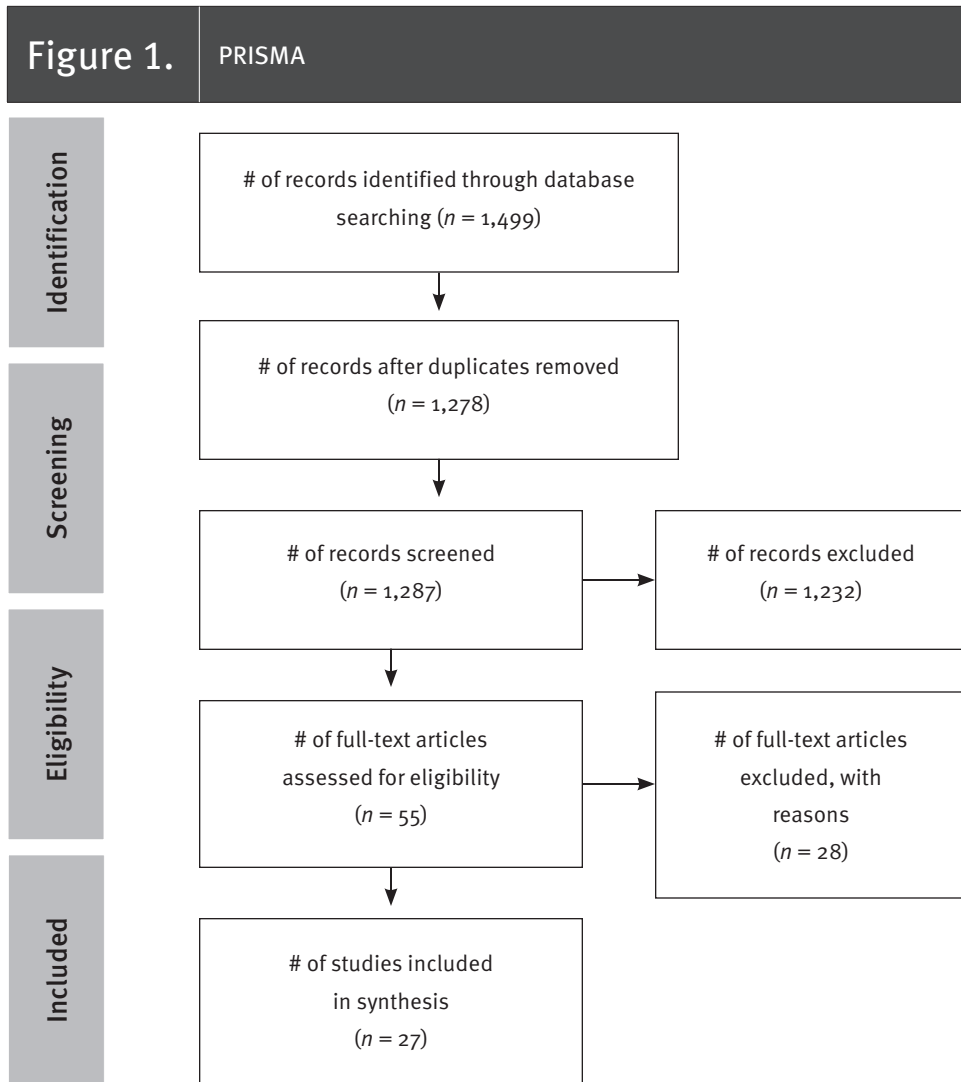 Figure 1.
PRISMA
Identification
# of records identified through database
searching (n = 1,499)
# of records after duplicates removed
(n = 1,278)
Screening
# of records screened
(n = 1,287)
# of records excluded
(n = 1,232)
Eligibility
# of full-text articles
assessed for eligibility
(n = 55)
# of full-text articles
excluded, with
reasons
(n = 28)
Included
# of studies included
in synthesis
(n = 27)